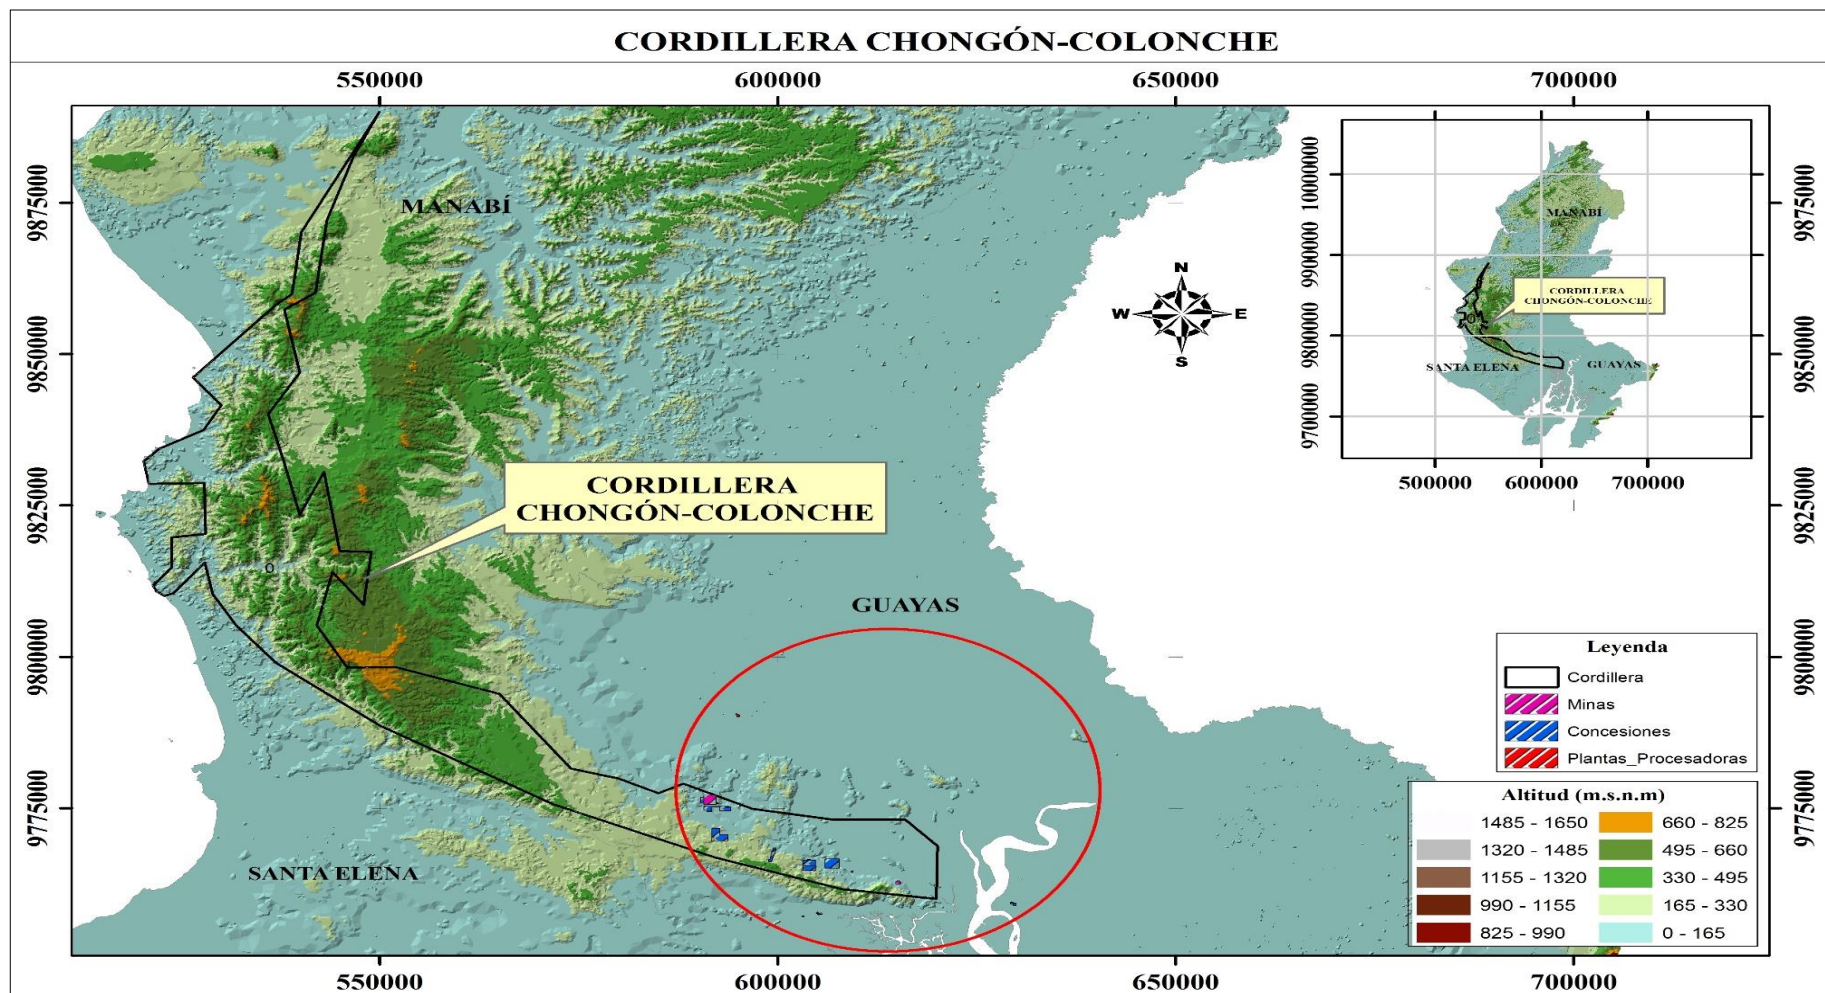 CORDILLERA CHONGÓN-COLONCHE
550000
600000
650000
700000
9875000
9850000
9825000
9800000
9775000
MANABÍ
CORDILLERA
CHONGÓN-COLONCHE
GUAYAS
SANTA ELENA
0
N
W
E
S
10000000
9900000
9800000
9700000
MANABÍ
CORDILLERA
CHONGÓN-COLONCHE
SANTA ELENA
GUAYAS
500000
600000
700000
9875000
9850000
9825000
9800000
9775000
Leyenda
Cordillera
Minas
Concesiones
Plantas_Procesadoras
Altitud (m.s.n.m)
1485 - 1650
1320 - 1485
1155 - 1320
990 - 1155
825 - 990
660 - 825
495 - 660
330 - 495
165 - 330
0 - 165
550000
600000
650000
700000